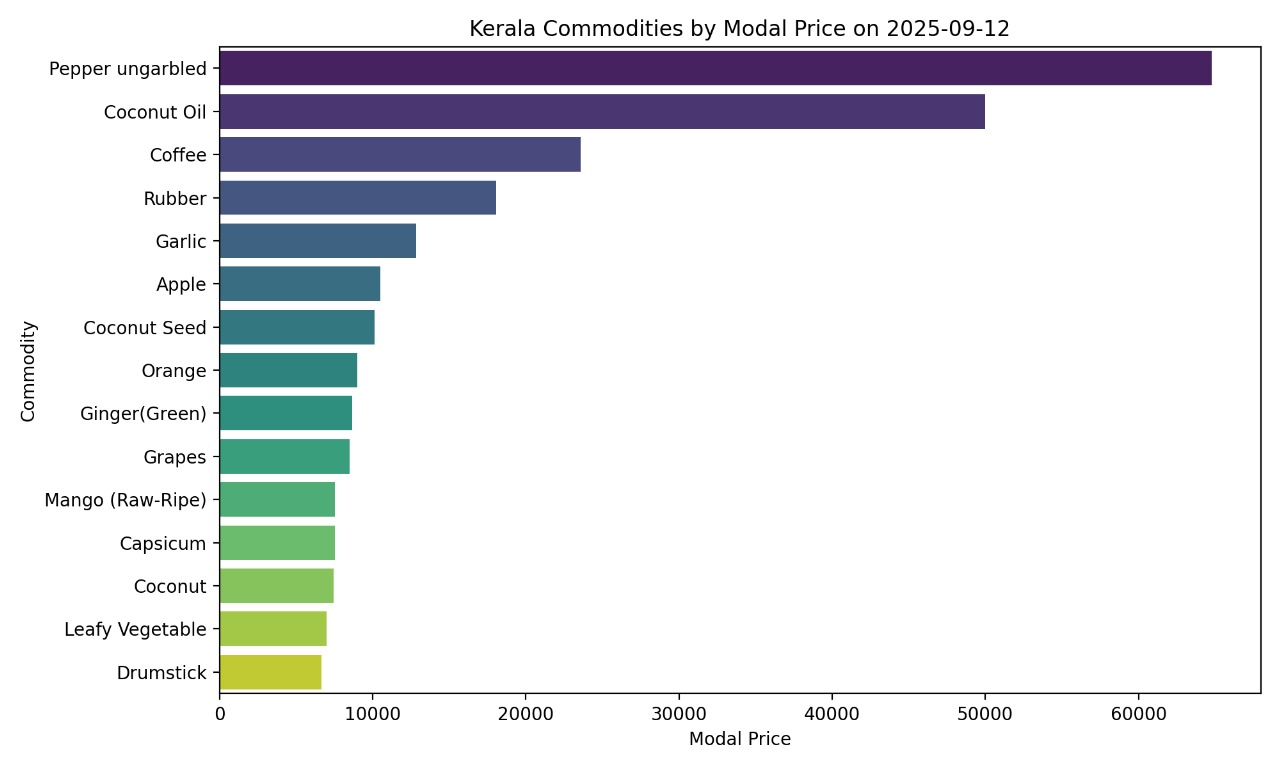 Kerala Commodities by Modal Price on 2025-09-12
Commodity
Pepper ungarbled
Coconut Oil
Coffee
Rubber
Garlic
Apple
Coconut Seed
Orange
Ginger(Green)
Grapes
Mango (Raw-Ripe)
Capsicum
Coconut
Leafy Vegetable
Drumstick
0 10000 20000 30000 40000 50000 60000
Modal Price